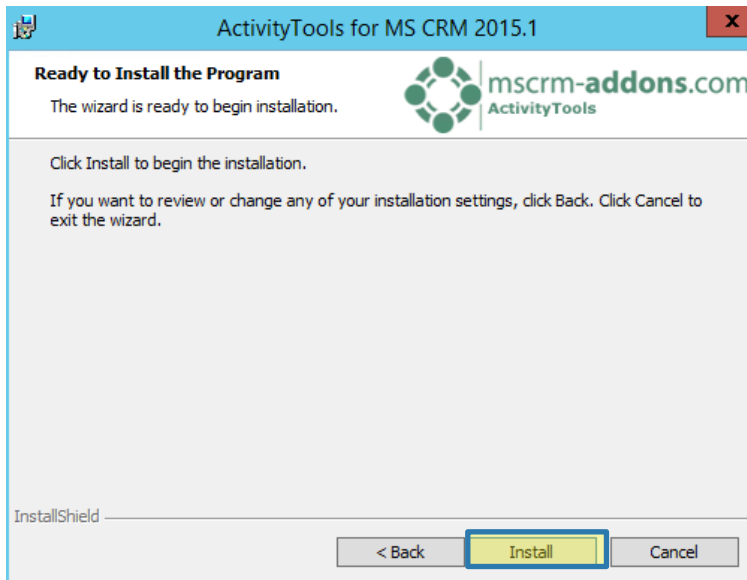 ActivityTools for MS CRM 2015.1
x
Ready to Install the Program
The wizard is ready to begin installation.
mscrm-addons.com
ActivityTools
Click Install to begin the installation.
If you want to review or change any of your installation settings, click Back. Click Cancel to
exit the wizard.
InstallShield
< Back
Install
Cancel